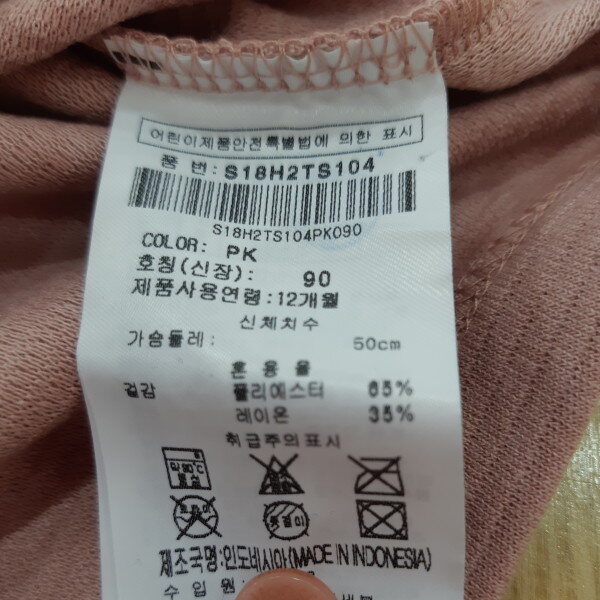 어린이제품안전특별법에 의한 표시
품 번: S18H2TS104
S18H2TS104PK090
COLOR: PK
호칭(신장): 90
제품사용연령:12개월
신체치수
가슴둘레: 50cm
혼용율
겉감 폴리에스터 65%
레이온 35%
취급주의표시
제조국명:인도네시아(MADE IN INDONESIA)
수 입 원: